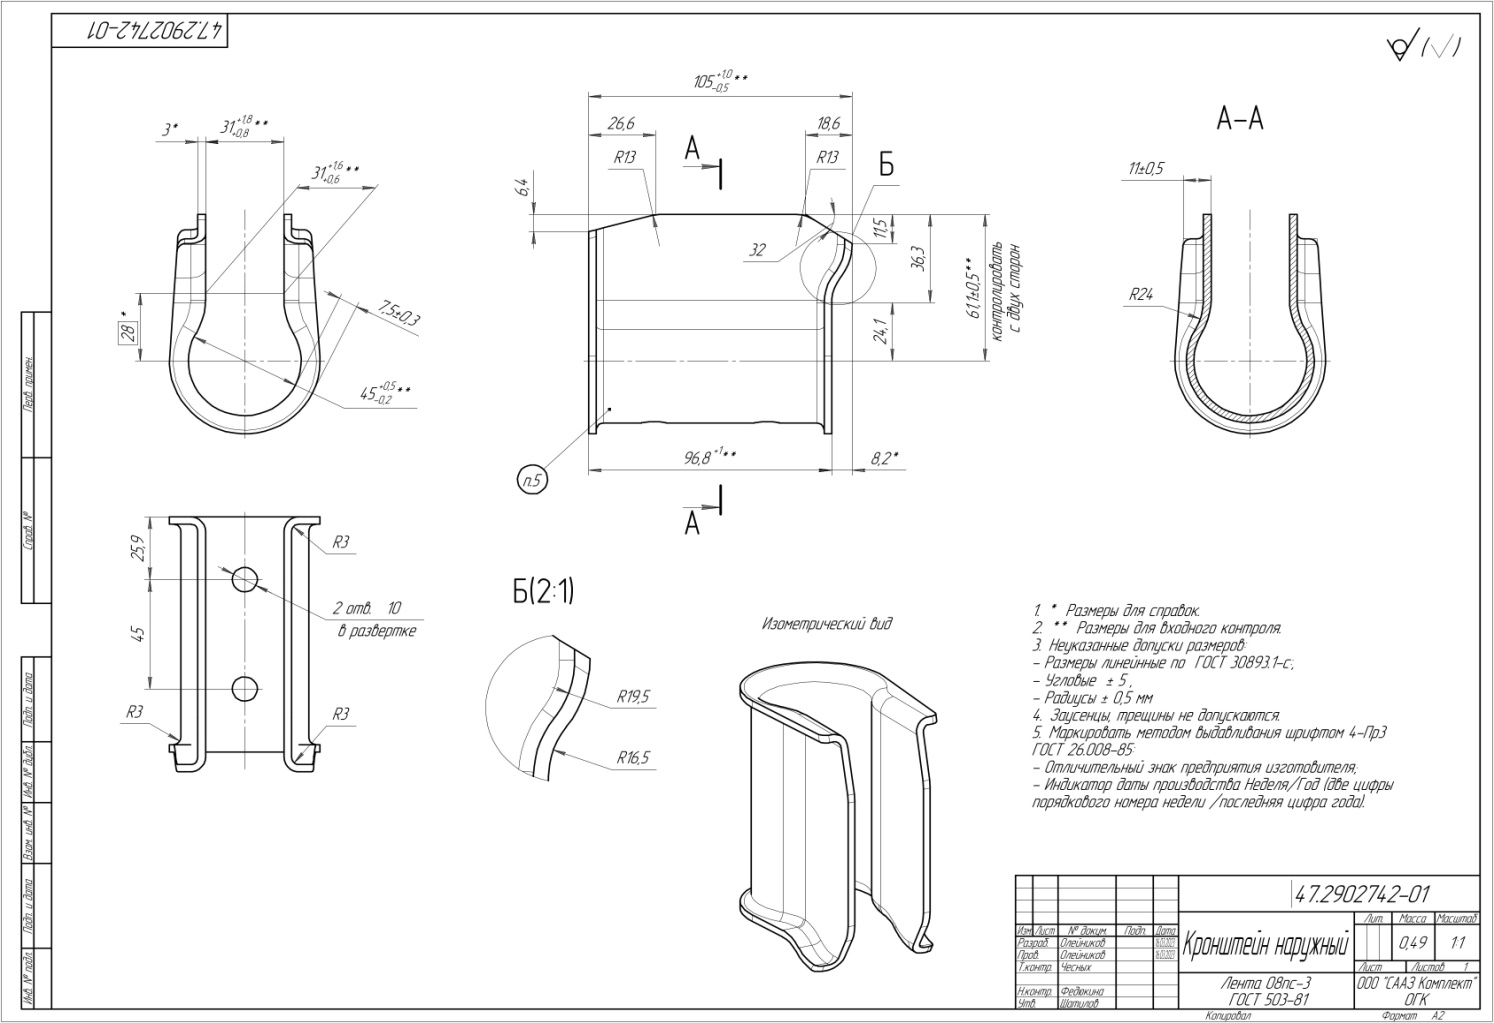 47.2902742-01
√ (√)
105 +1,0 -0,5 **
26,6
18,6
R13
R13
А
Б
6,4
32
11,5
36,3
24,1
61,1±0,5**
контролировать
с двух сторон
96,8 +1 **
8,2*
п.5
А
3*
31 +1,8 +0,8 **
31 +1,6 +0,6 **
28*
7,5±0,3
45 +0,5 -0,2 **
А-А
11±0,5
R24
25,9
45
R3
2 отв. 10
в развертке
R3
R3
Б(2:1)
R19,5
R16,5
Изометрический вид
1. * Размеры для справок.
2. ** Размеры для входного контроля.
3. Неуказанные допуски размеров:
- Размеры линейные по ГОСТ 30893.1-с;
- Угловые ± 5 ;
- Радиусы ± 0,5 мм
4. Заусенцы, трещины не допускаются.
5. Маркировать методом выдавливания шрифтом 4-Пр3
ГОСТ 26.008-85:
- Отличительный знак предприятия изготовителя;
- Индикатор даты производства Неделя/Год (две цифры
порядкового номера недели /последняя цифра года).
Перв. примен.
Справ. №
Подп. и дата
Инв. № дубл.
Взам. инв. №
Подп. и дата
Инв. № подл.
47.2902742-01
Изм. Лист № докум. Подп. Дата
Разраб. Олейников 16.03.2023
Пров. Олейников 16.03.2023
Т.контр. Чесных
Н.контр. Федюкина
Утв. Шатилов
Кронштейн наружный
Лит. Масса Масштаб
0,49 1:1
Лист Листов 1
Лента 08пс-3
ГОСТ 503-81
ООО "СААЗ Комплект"
ОГК
Копировал Формат А2